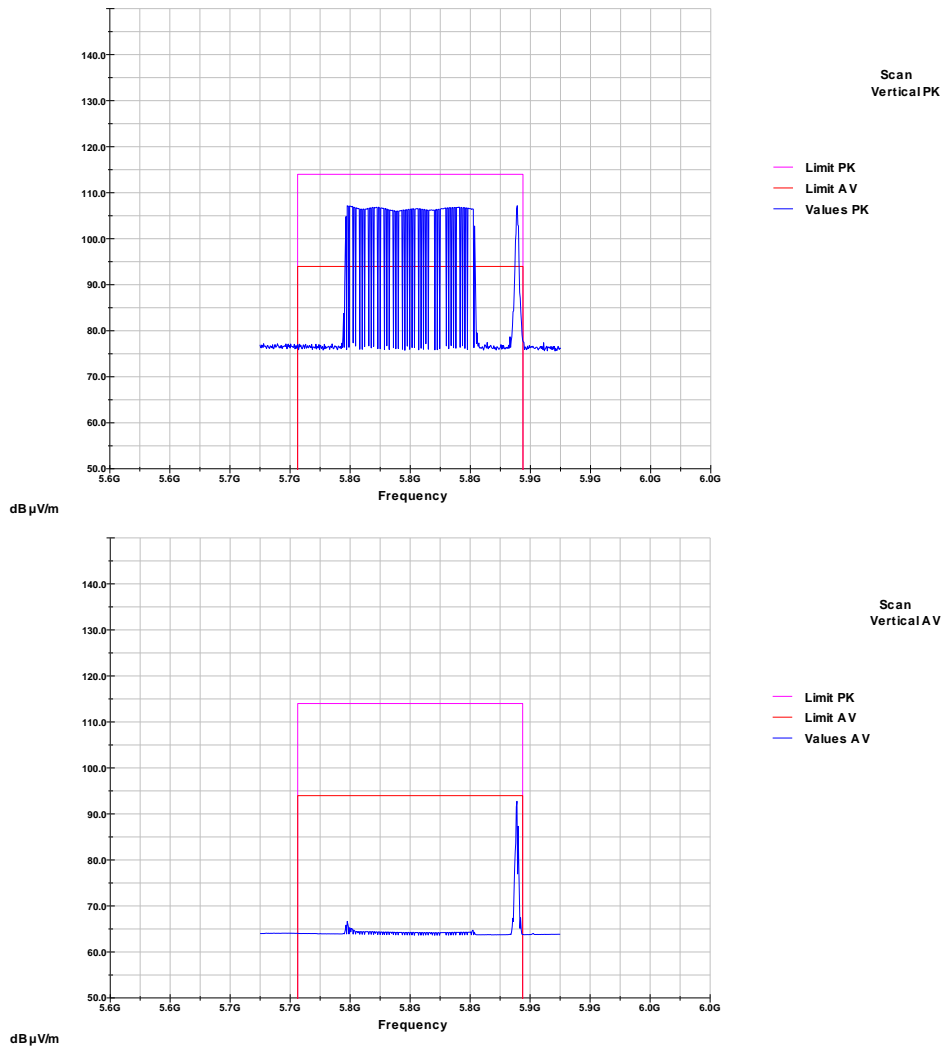 140.0
Scan
Vertical PK
130.0
120.0
Limit PK
110.0
Limit AV
Values PK
100.0
90.0
80.0
70.0
60.0
50.0
5.6G 5.6G 5.7G 5.7G 5.8G 5.8G 5.8G 5.9G 5.9G 6.0G 6.0G
Frequency
dBµV/m
140.0
Scan
Vertical AV
130.0
120.0
Limit PK
110.0
Limit AV
Values AV
100.0
90.0
80.0
70.0
60.0
50.0
5.6G 5.6G 5.7G 5.7G 5.8G 5.8G 5.8G 5.9G 5.9G 6.0G 6.0G
Frequency
dBµV/m